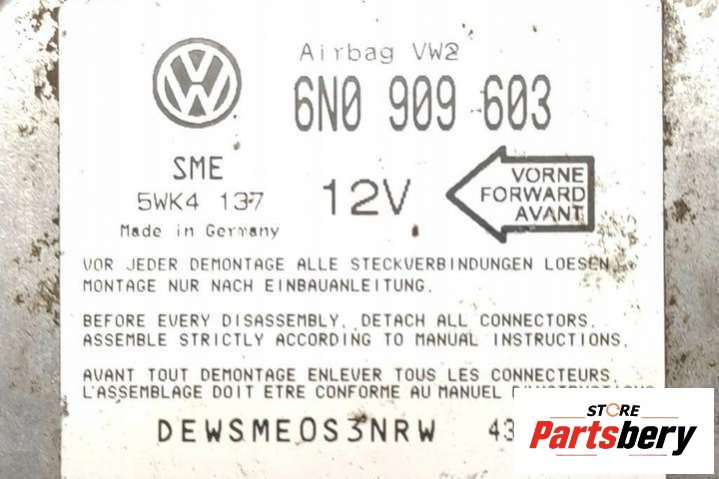 Airbag VW2
6N0 909 603
SME
5WK4 137
Made in Germany
12V
VORNE
FORWARD
AVANT
VOR JEDER DEMONTAGE ALLE STECKVERBINDUNGEN LOESEN.
MONTAGE NUR NACH EINBAUANLEITUNG.
BEFORE EVERY DISASSEMBLY. DETACH ALL CONNECTORS.
ASSEMBLE STRICTLY ACCORDING TO MANUAL INSTRUCTIONS.
AVANT TOUT DEMONTAGE ENLEVER TOUS LES CONNECTEURS.
L'ASSEMBLAGE DOIT ETRE CONFORME AU MANUEL
DEWSME0S3NRW 43
STORE
Partsbery